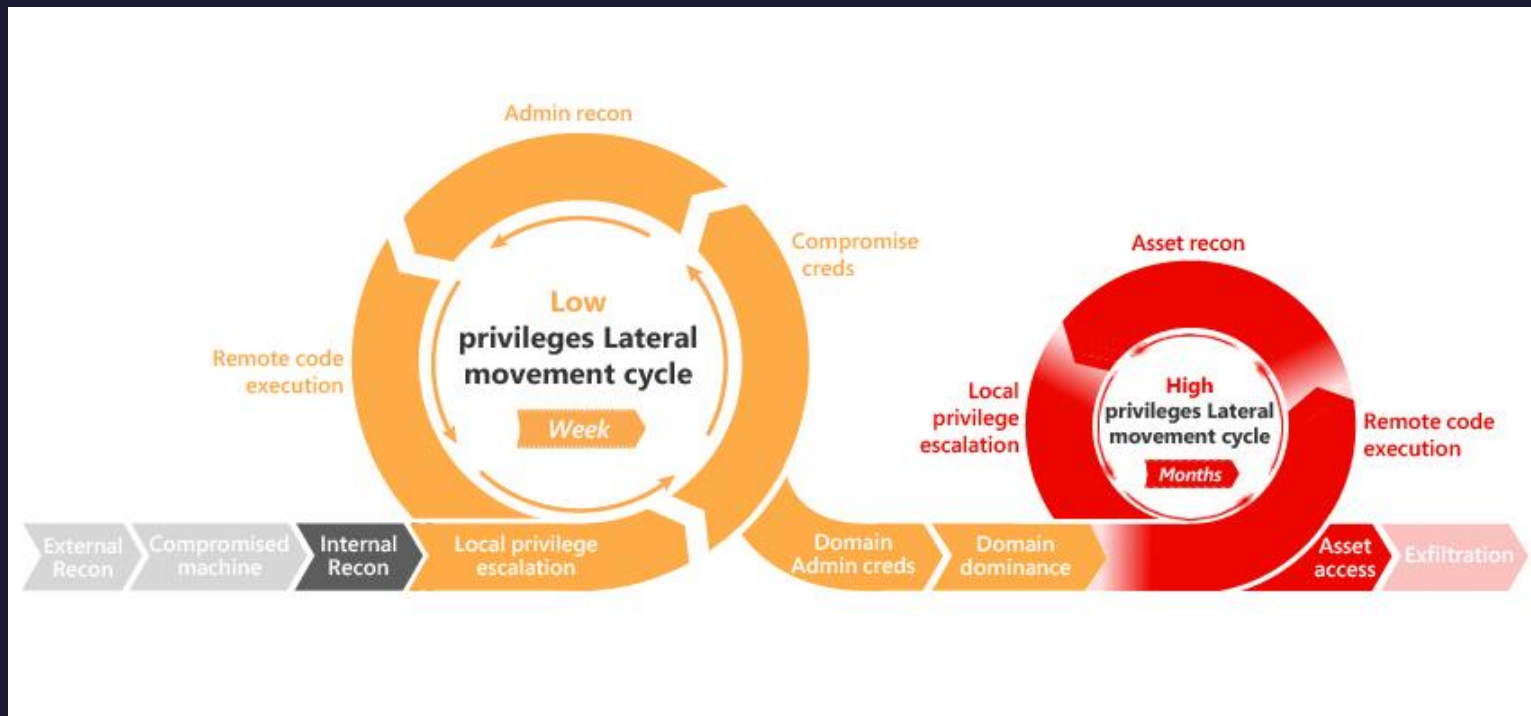 Admin recon
Compromise
creds
Low
privileges Lateral
movement cycle
Week
Remote code
execution
Asset recon
High
privileges Lateral
movement cycle
Months
Local
privilege
escalation
Remote code
execution
External
Recon
Compromised
machine
Internal
Recon
Local privilege
escalation
Domain
Admin creds
Domain
dominance
Asset
access
Exfiltration